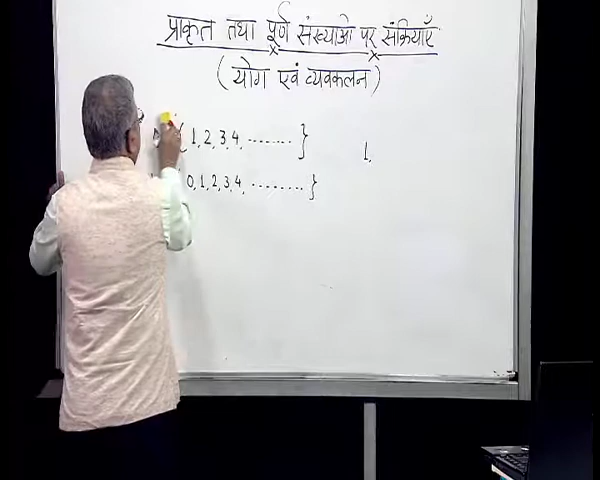 प्राकृत तथा पूर्ण संख्याओ पर संक्रियाएँ
(योग एवं व्यवकलन)
1, 2, 3, 4, ........ }
1,
0, 1, 2, 3, 4, ......... }